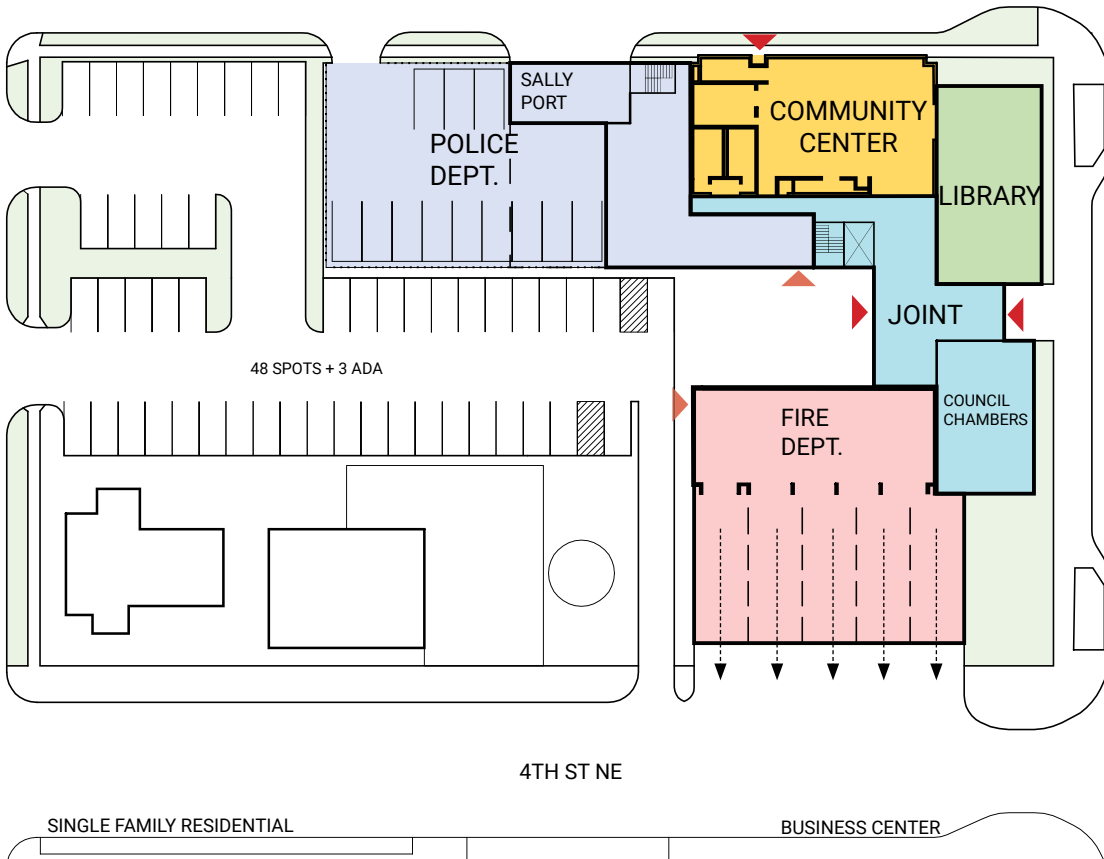 SALLY
PORT
POLICE
DEPT.
COMMUNITY
CENTER
LIBRARY
JOINT
48 SPOTS + 3 ADA
COUNCIL
CHAMBERS
FIRE
DEPT.
4TH ST NE
SINGLE FAMILY RESIDENTIAL
BUSINESS CENTER